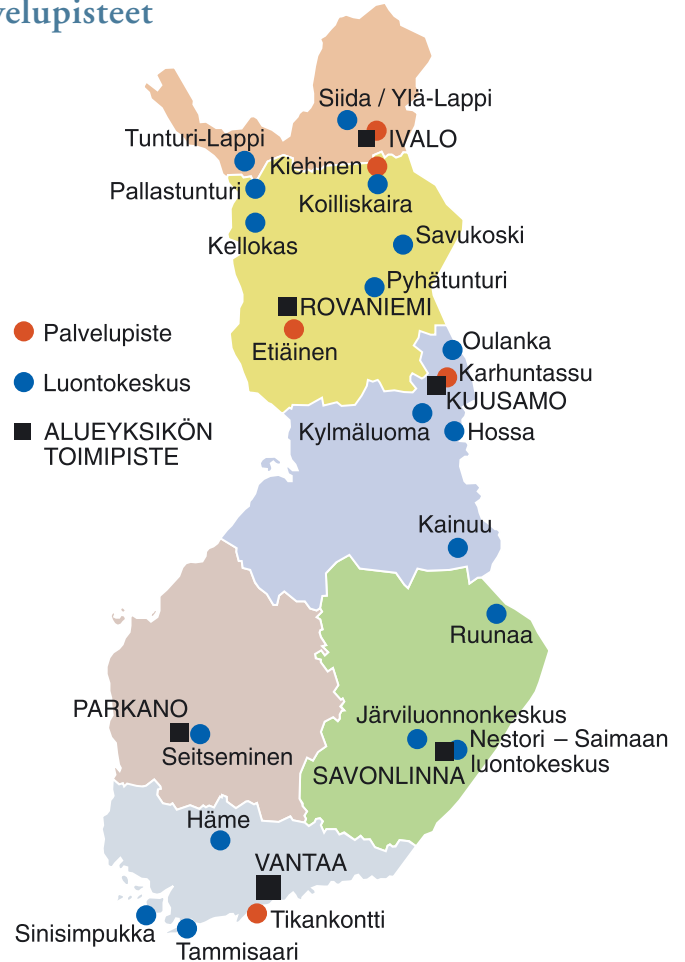 velupisteet
Siida / Ylä-Lappi
Tunturi-Lappi
IVALO
Kiehinen
Pallastunturi
Koilliskaira
Kellokas
Savukoski
Pyhätunturi
ROVANIEMI
Palvelupiste
Etiäinen
Oulanka
Karhuntassu
Luontokeskus
KUUSAMO
ALUEYKSIKÖN
TOIMIPISTE
Kylmäluoma
Hossa
Kainuu
Ruunaa
PARKANO
Järviluonnonkeskus
Seitseminen
Nestori – Saimaan
luontokeskus
SAVONLINNA
Häme
VANTAA
Tikankontti
Sinisimpukka
Tammisaari